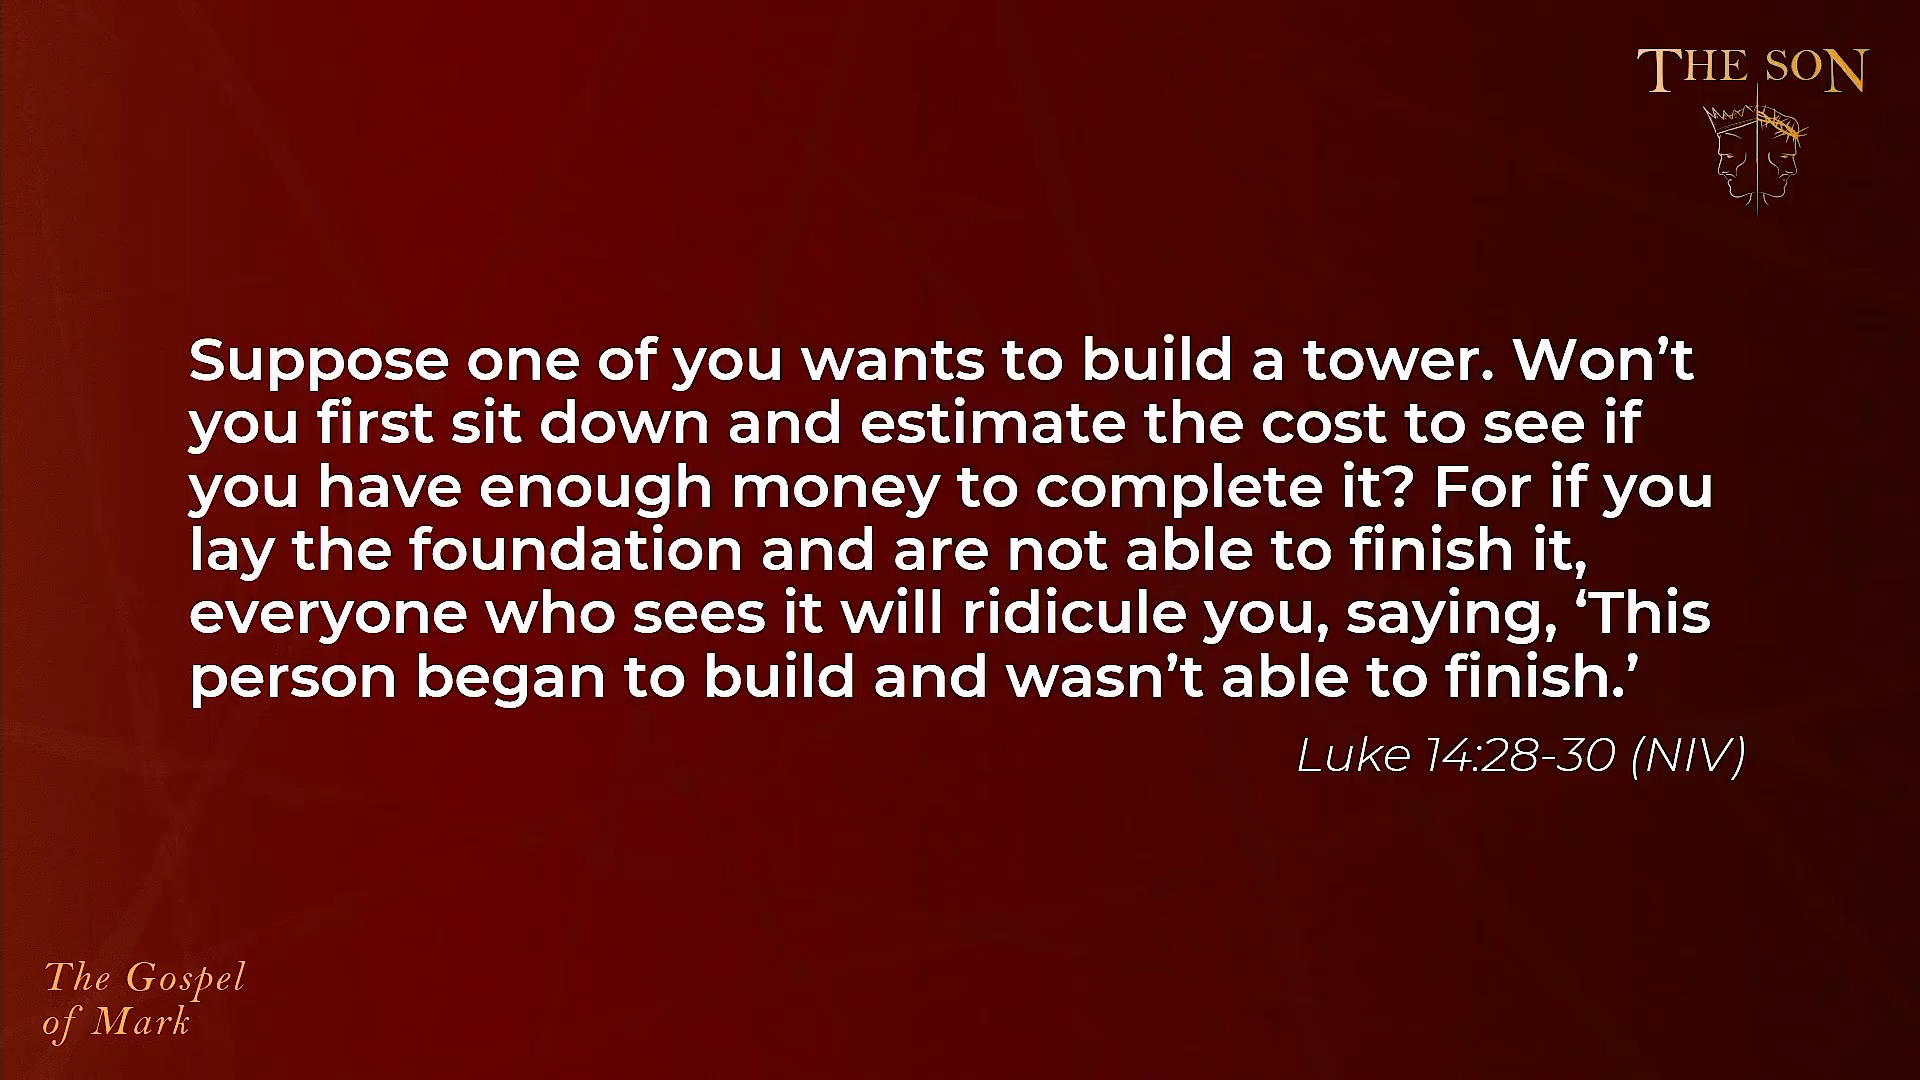 THE SON
Suppose one of you wants to build a tower. Won’t
you first sit down and estimate the cost to see if
you have enough money to complete it? For if you
lay the foundation and are not able to finish it,
everyone who sees it will ridicule you, saying, ‘This
person began to build and wasn’t able to finish.’
Luke 14:28-30 (NIV)
The Gospel
of Mark